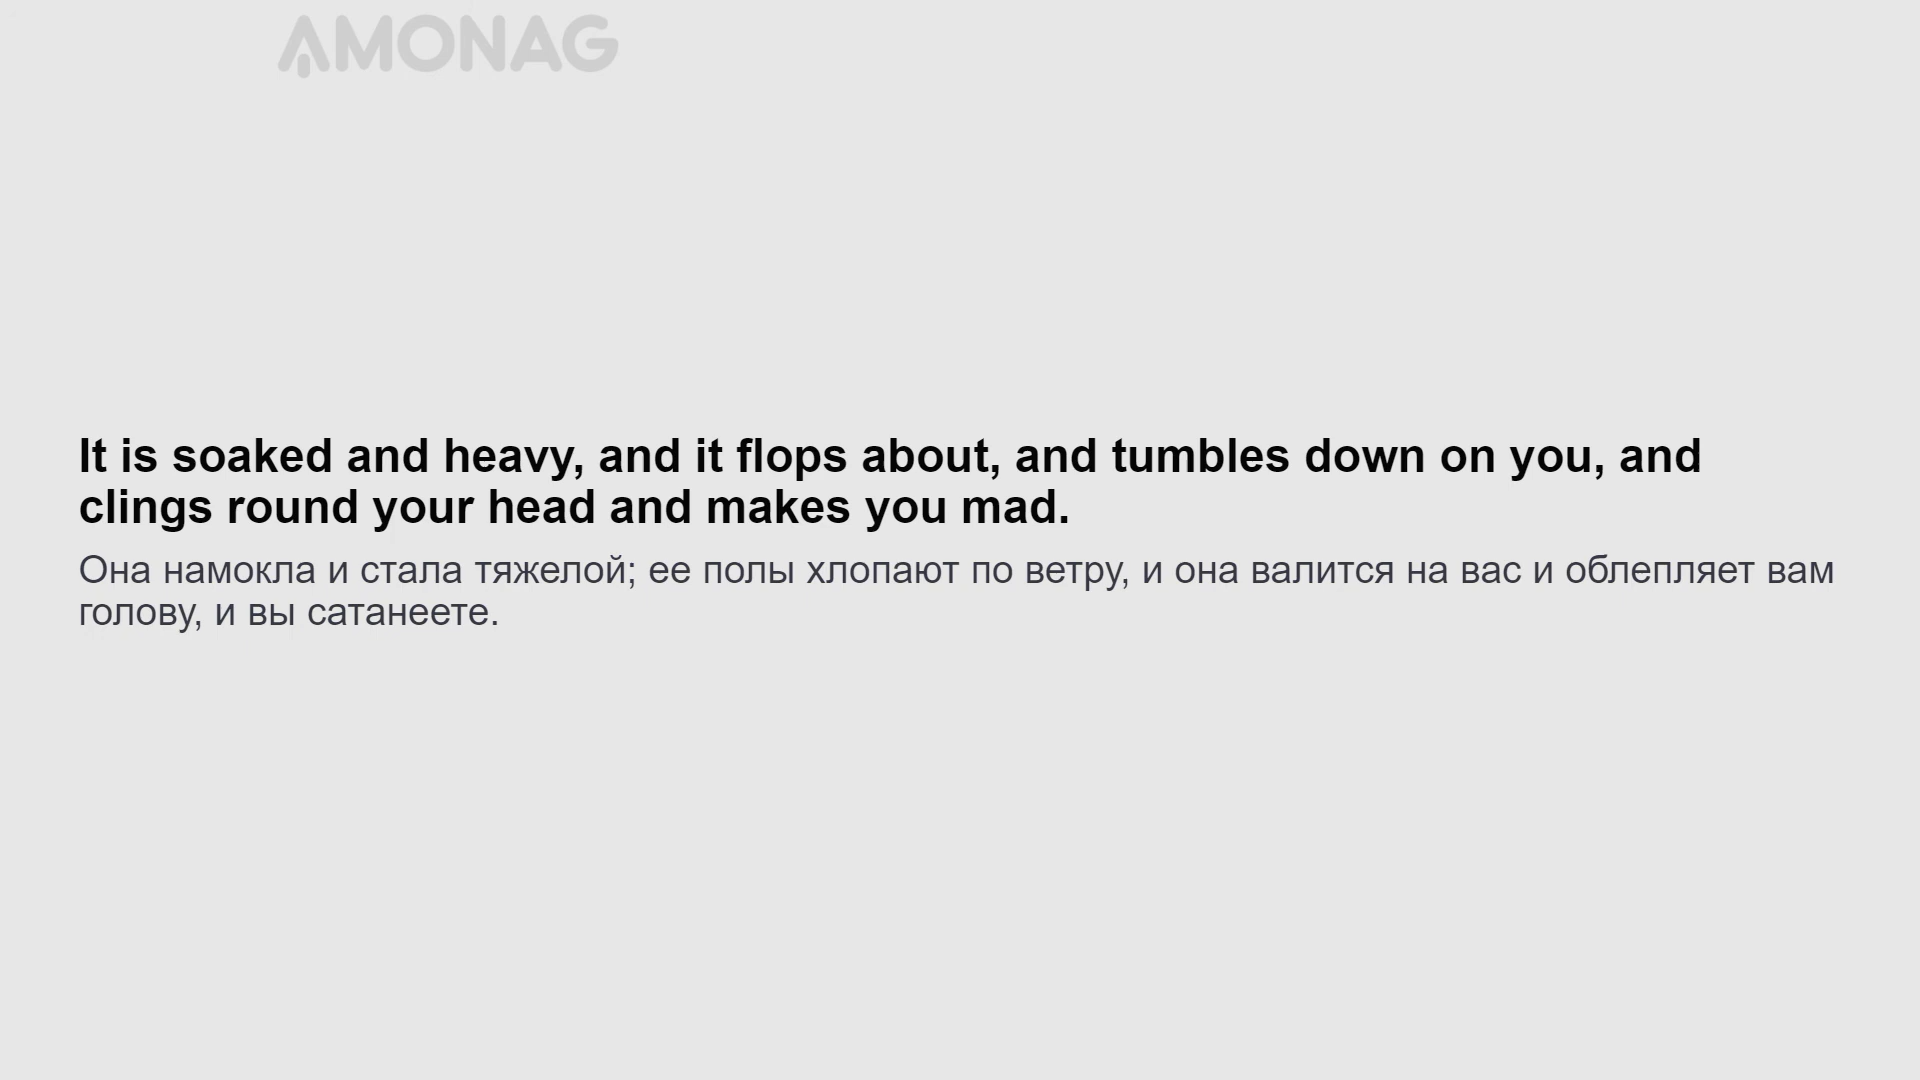 AMONAG
It is soaked and heavy, and it flops about, and tumbles down on you, and
clings round your head and makes you mad.
Она намокла и стала тяжелой; ее полы хлопают по ветру, и она валится на вас и облепляет вам
голову, и вы сатанеете.